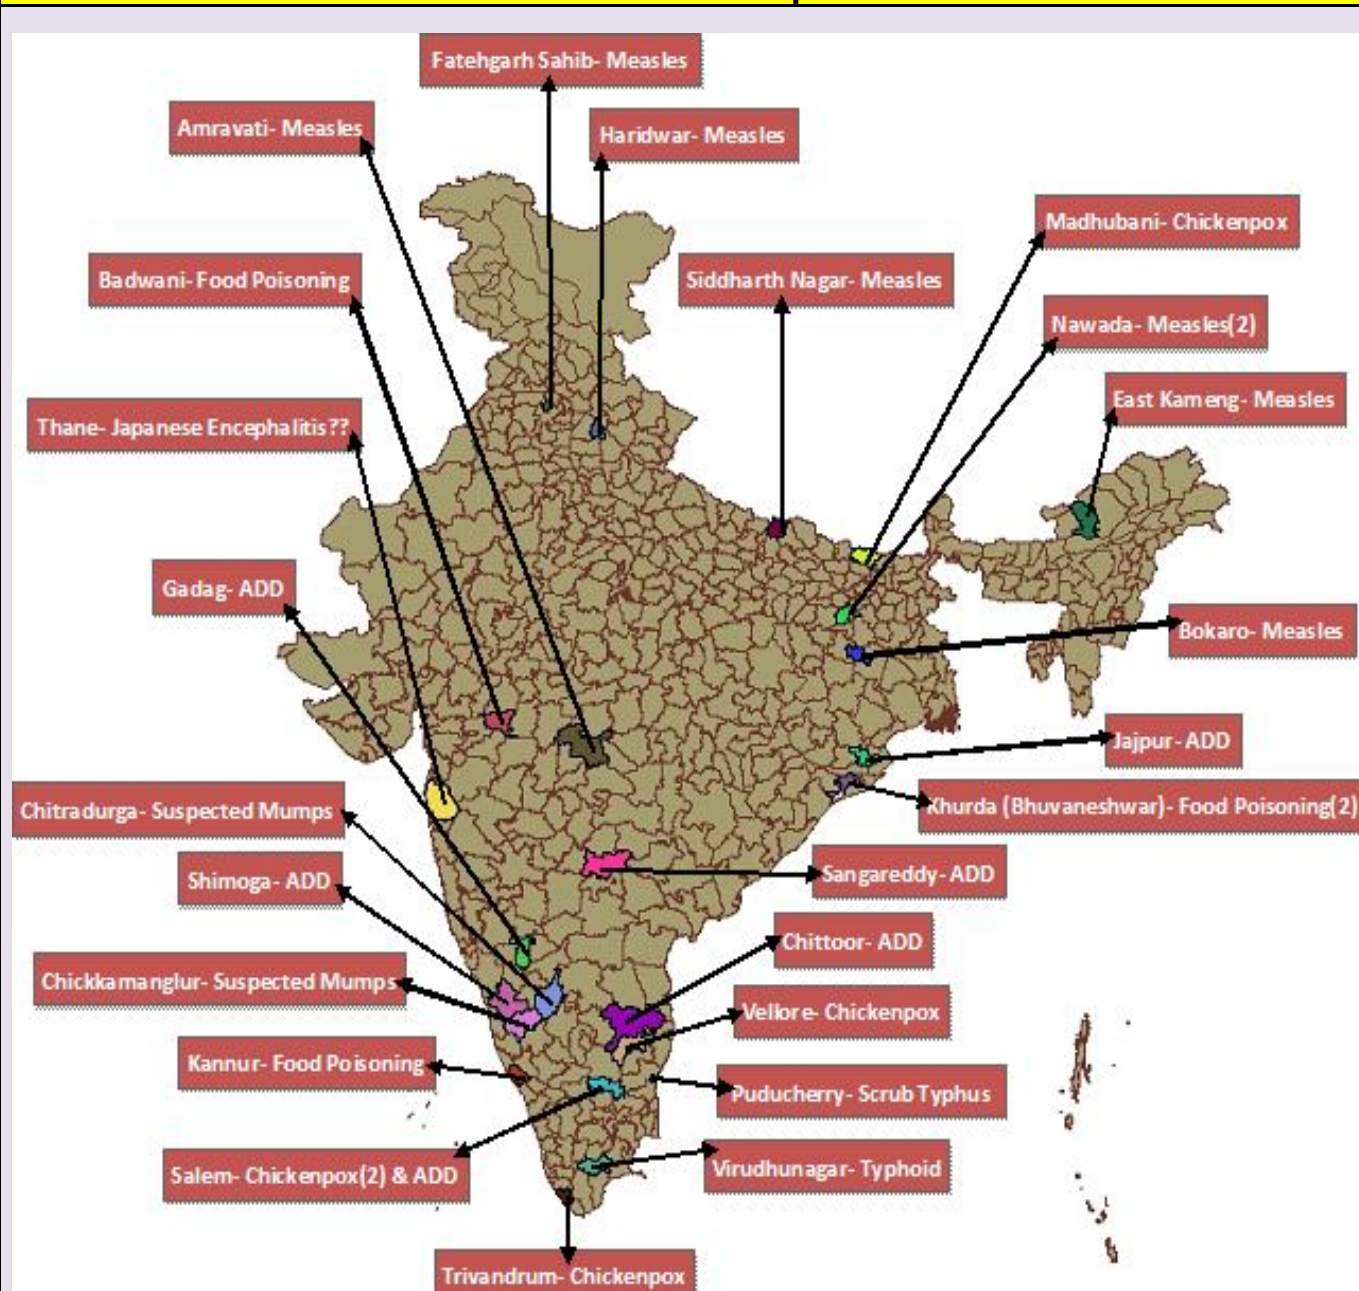 Fatehgarh Sahib- Measles
Amravati- Measles
Haridwar- Measles
Madhubani- Chickenpox
Badwani- Food Poisoning
Siddharth Nagar- Measles
Nawada- Measles(2)
East Kameng- Measles
Thane- Japanese Encephalitis??
Gadag- ADD
Bokaro- Measles
Jajpur- ADD
Chitradurga- Suspected Mumps
Khurda (Bhuvaneshwar)- Food Poisoning(2)
Shimoga- ADD
Sangareddy- ADD
Chittoor- ADD
Chickkamanglur- Suspected Mumps
Vellore- Chickenpox
Kannur- Food Poisoning
Puducherry- Scrub Typhus
Salem- Chickenpox(2) & ADD
Virudhunagar- Typhoid
Trivandrum- Chickenpox